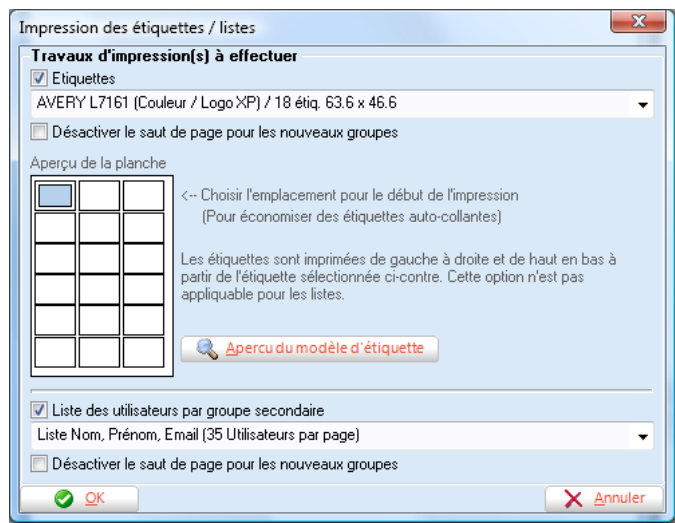 Impression des étiquettes / listes
Travaux d'impression(s) à effectuer
Etiquettes
AVERY L7161 (Couleur / Logo XP) / 18 étiq. 63.6 x 46.6
Désactiver le saut de page pour les nouveaux groupes
Aperçu de la planche
<-- Choisir l'emplacement pour le début de l'impression
(Pour économiser des étiquettes auto-collantes)
Les étiquettes sont imprimées de gauche à droite et de haut en bas à
partir de l'étiquette sélectionnée ci-contre. Cette option n'est pas
appliquable pour les listes.
Apercu du modèle d'étiquette
Liste des utilisateurs par groupe secondaire
Liste Nom, Prénom, Email (35 Utilisateurs par page)
Désactiver le saut de page pour les nouveaux groupes
OK
Annuler